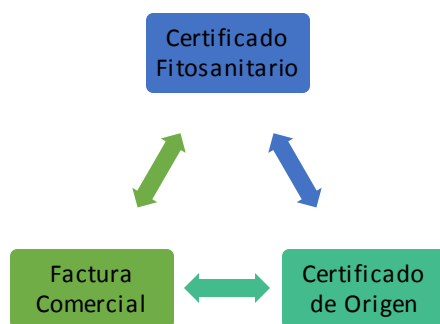 Certificado
Fitosanitario
Factura
Comercial
Certificado
de Origen